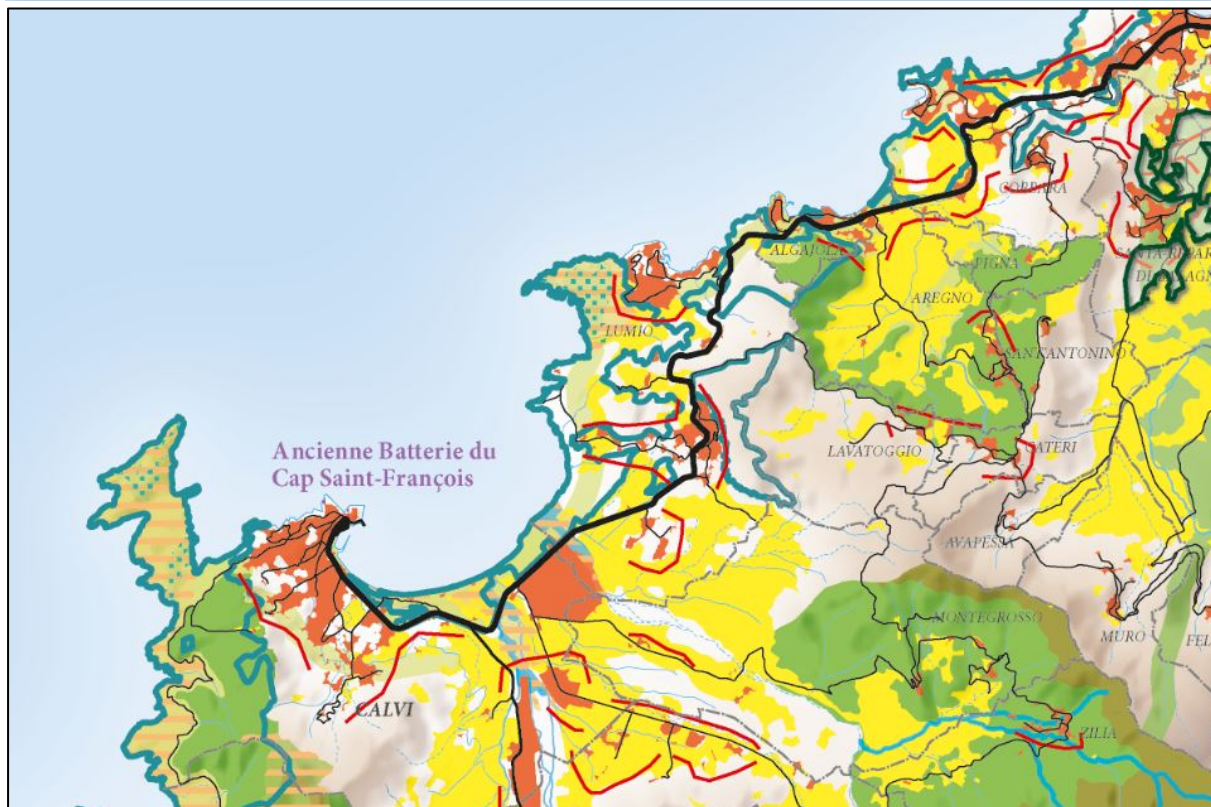 CORBARA
ALGAJOLA
PIGNA
AREGNO
LUMIO
SANT'ANTONINO
Ancienne Batterie du
Cap Saint-François
LAVATOGGIO
CATERI
AVAPESSA
MONTEGROSSO
MURO
FEL
CALVI
ZILIA